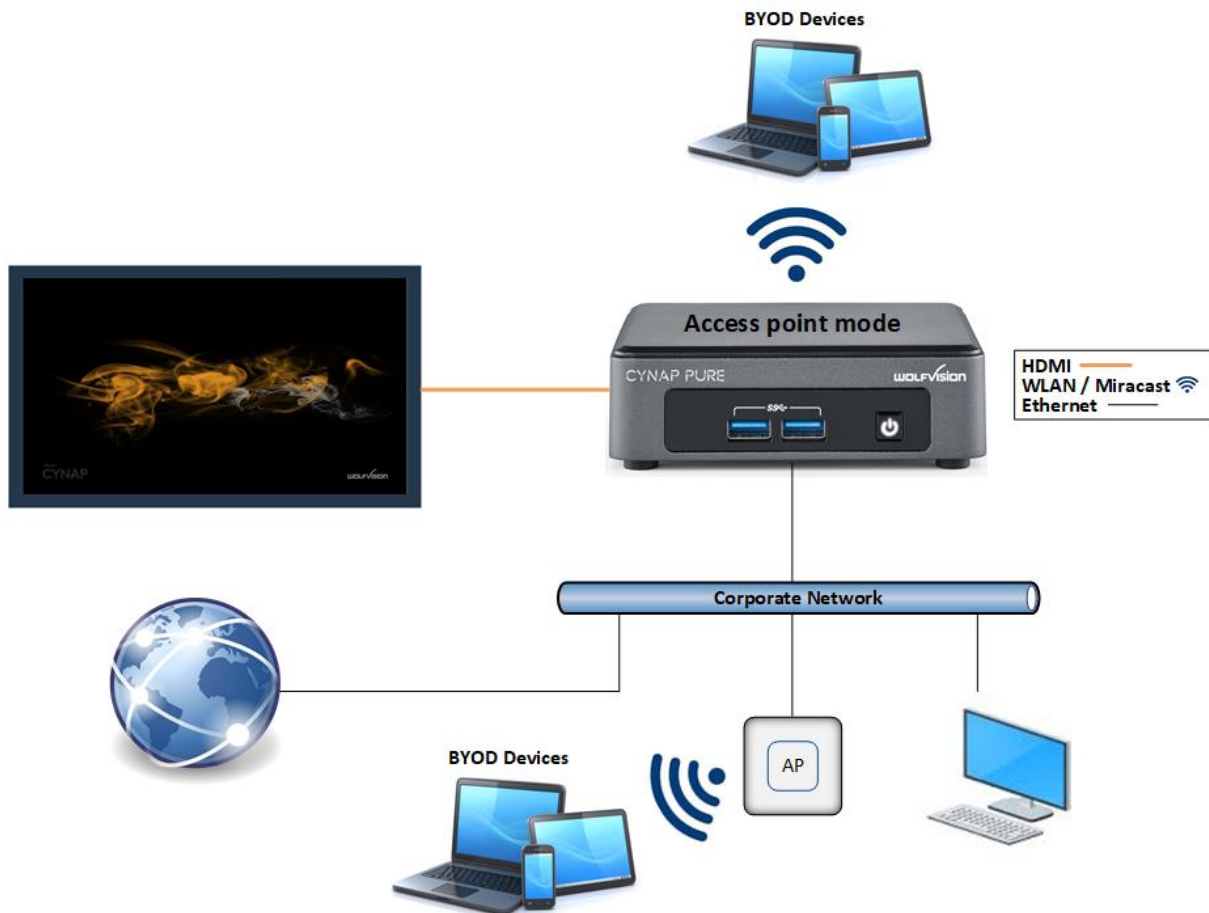 BYOD Devices
Access point mode
CYNAP PURE
WOLFVISION
SS
HDMI
WLAN / Miracast
Ethernet
CYNAP
WOLFVISION
Corporate Network
BYOD Devices
AP